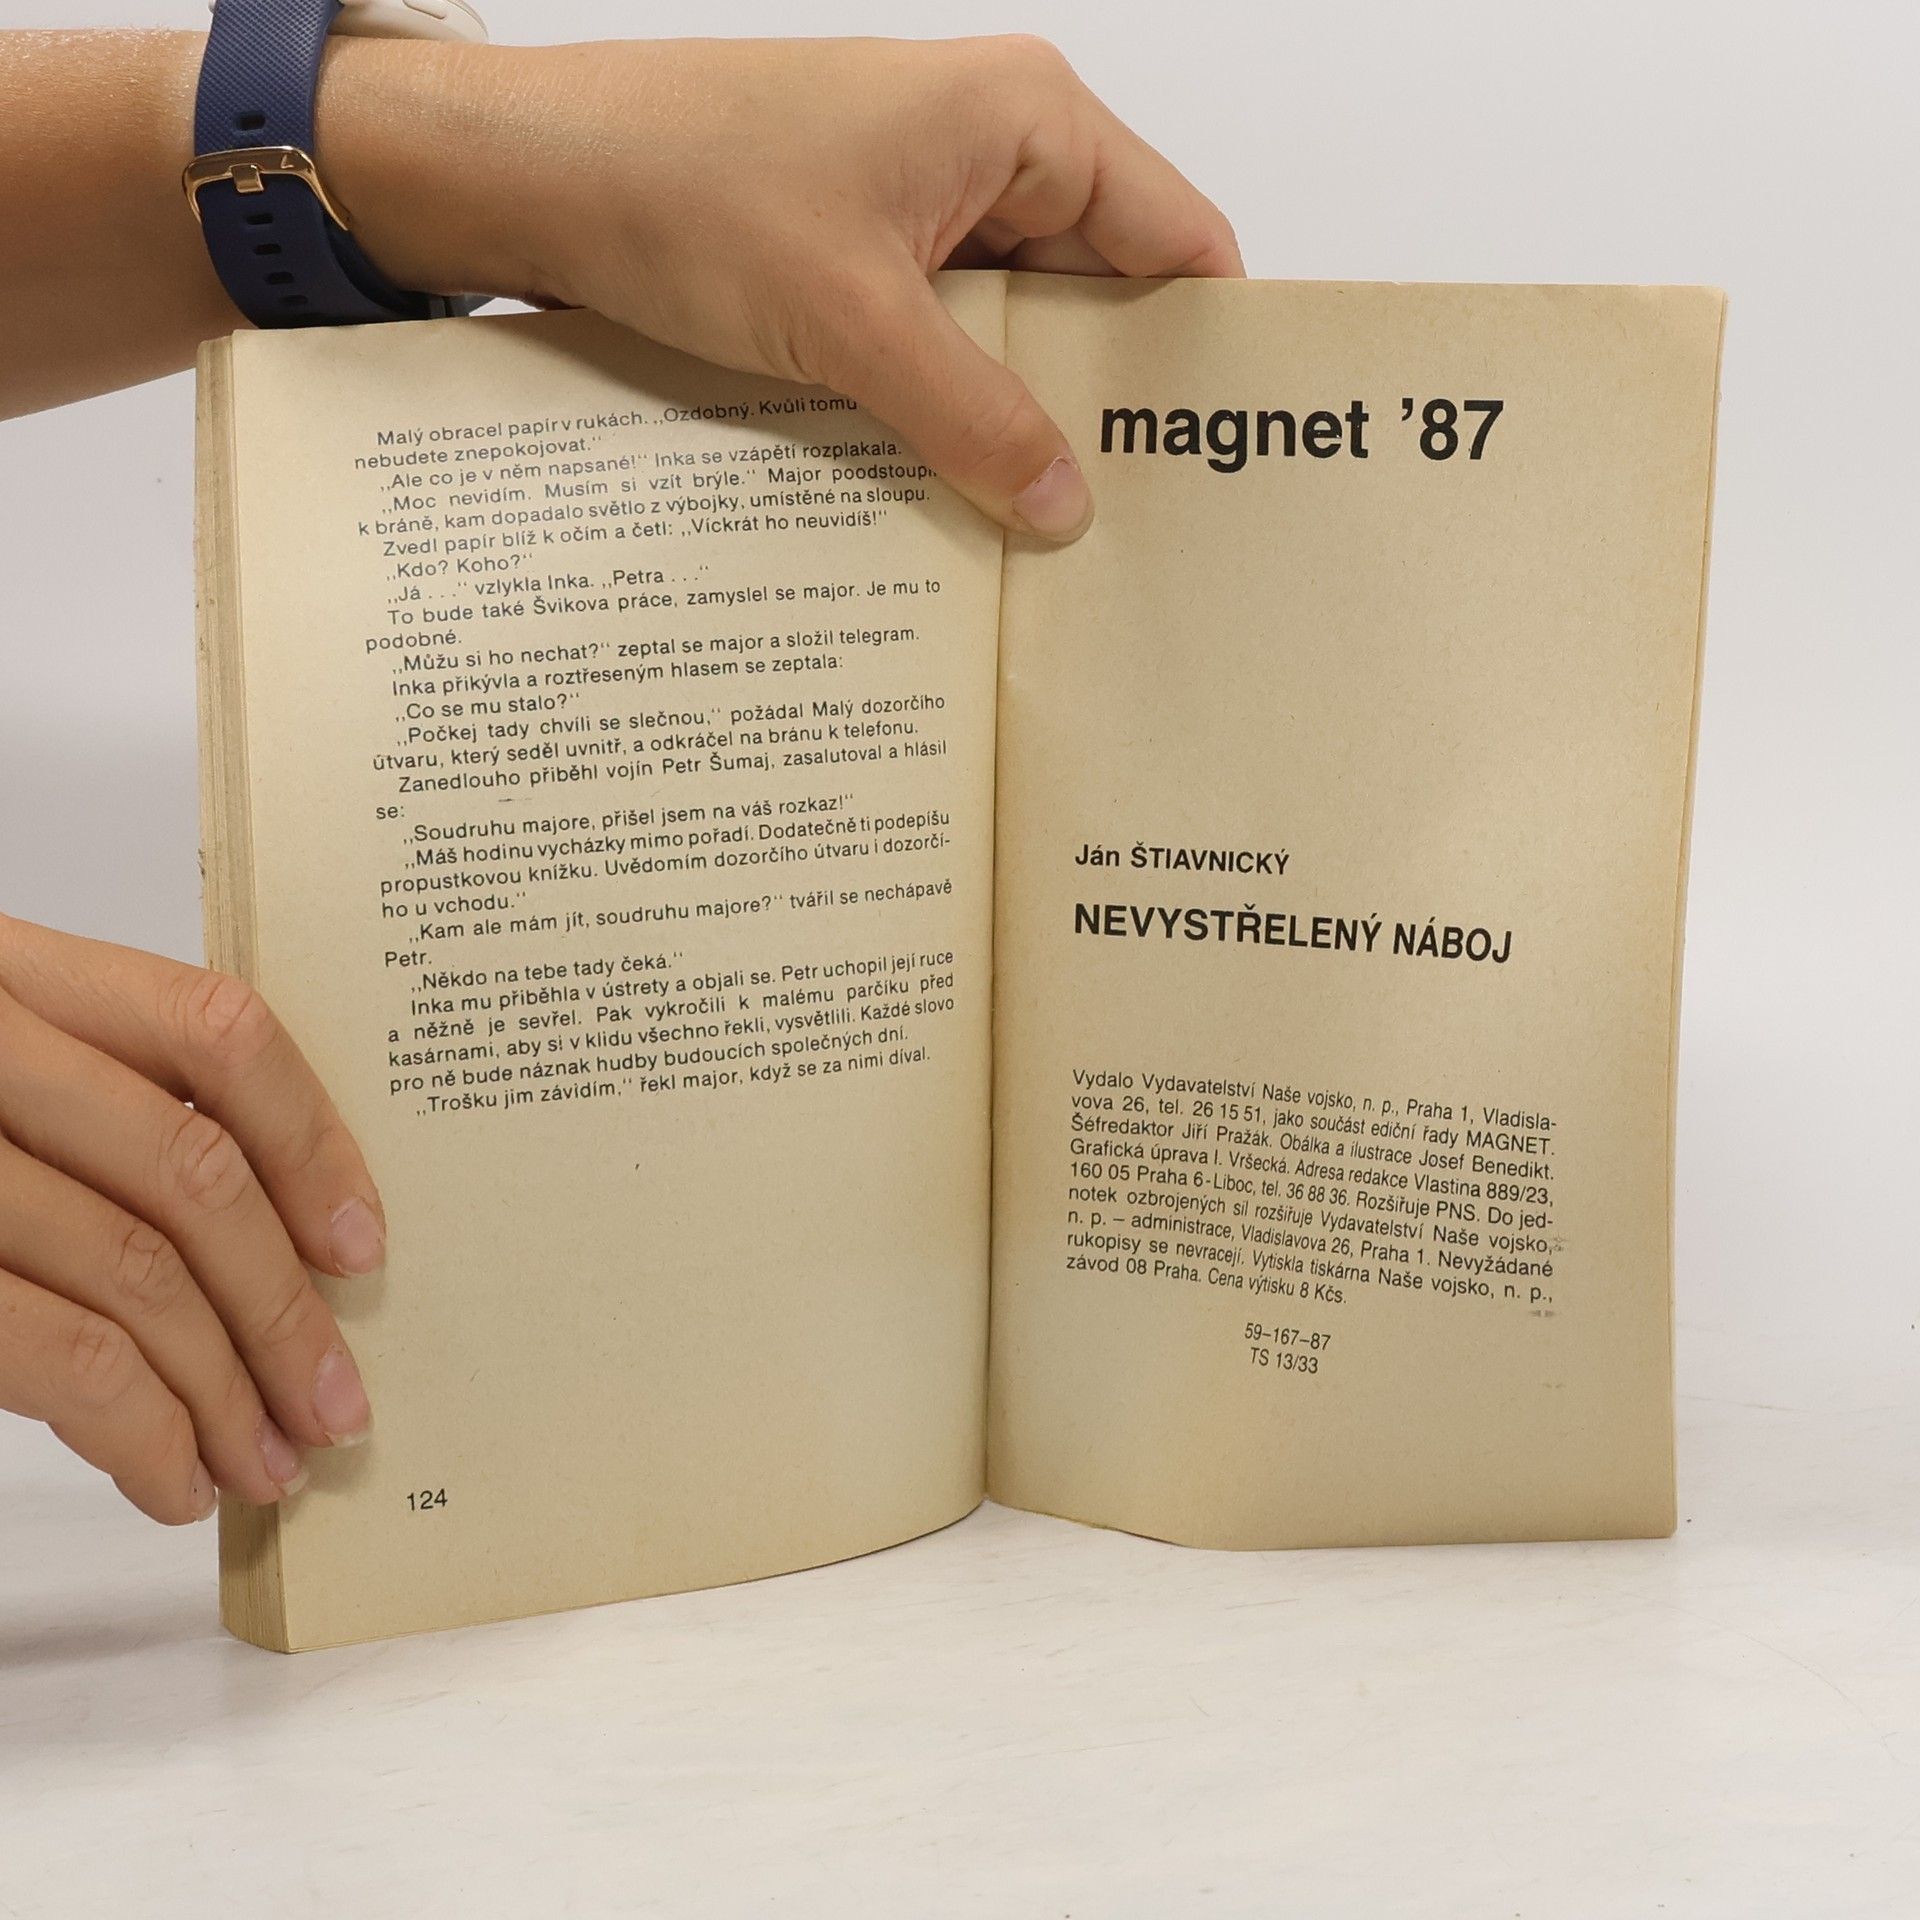 Malý obracel papír v rukách. ,,Ozdobný. Kvůli tomu
nebudete znepokojovat.“
,,Ale co je v něm napsané!“ Inka se vzápětí rozplakala.
,,Moc nevidím. Musím si vzít brýle.“ Major poodstoupil
k bráně, kam dopadalo světlo z výbojky, umístěné na sloupu.
Zvedl papír blíž k očím a četl: ,,Víckrát ho neuvidíš!“
,,Kdo? Koho?“
,,Já . . .“ vzlykla Inka. ,,Petra . . .“
To bude také Švikova práce, zamyslel se major. Je mu to
podobné.
,,Můžu si ho nechat?“ zeptal se major a složil telegram.
Inka přikývla a roztřeseným hlasem se zeptala:
,,Co se mu stalo?“
,,Počkej tady chvíli se slečnou,“ požádal Malý dozorčího
útvaru, který seděl uvnitř, a odkráčel na bránu k telefonu.
Zanedlouho přiběhl vojín Petr Šumaj, zasalutoval a hlásil
se:
,,Soudruhu majore, přišel jsem na váš rozkaz!“
,,Máš hodinu vycházky mimo pořadí. Dodatečně ti podepíšu
propustkovou knížku. Uvědomím dozorčího útvaru i dozorčí-
ho u vchodu.“
,,Kam ale mám jít, soudruhu majore?“ tvářil se nechápavě
Petr.
,,Někdo na tebe tady čeká.“
Inka mu přiběhla v ústrety a objali se. Petr uchopil její ruce
a něžně je sevřel. Pak vykročili k malému parčíku před
kasárnami, aby si v klidu všechno řekli, vysvětlili. Každé slovo
pro ně bude náznak hudby budoucích společných dní.
,,Trošku jim závidím,“ řekl major, když se za nimi díval.
124
magnet ’87
Ján ŠTIAVNICKÝ
NEVYSTŘELENÝ NÁBOJ
Vydalo Vydavatelství Naše vojsko, n. p., Praha 1, Vladisla-
vova 26, tel. 26 15 51, jako součást ediční řady MAGNET.
Šéfredaktor Jiří Pražák. Obálka a ilustrace Josef Benedikt.
Grafická úprava I. Vršecká. Adresa redakce Vlastina 889/23,
160 05 Praha 6-Liboc, tel. 36 88 36. Rozšiřuje PNS. Do jed-
notek ozbrojených sil rozšiřuje Vydavatelství Naše vojsko,
n. p. – administrace, Vladislavova 26, Praha 1. Nevyžádané
rukopisy se nevracejí. Vytiskla tiskárna Naše vojsko, n. p.,
závod 08 Praha. Cena výtisku 8 Kčs.
59–167–87
TS 13/33